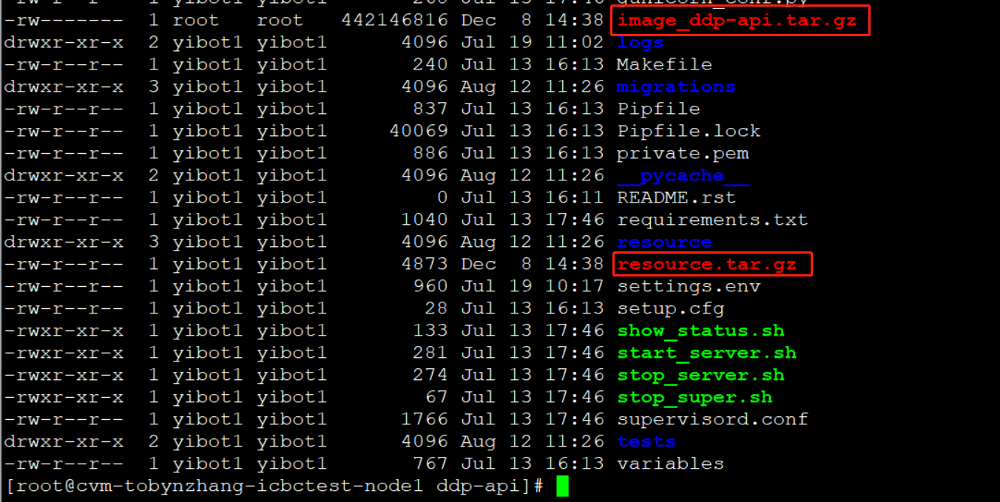 -rw-r--r-- 1 yibot1 yibot1 268 Jul 13 17:46 gunicorn_conf.py
-rw------- 1 root root 442146816 Dec 8 14:38 image_ddp-api.tar.gz
drwxr-xr-x 2 yibot1 yibot1 4096 Jul 19 11:02 logs
-rw-r--r-- 1 yibot1 yibot1 240 Jul 13 16:13 Makefile
drwxr-xr-x 3 yibot1 yibot1 4096 Aug 12 11:26 migrations
-rw-r--r-- 1 yibot1 yibot1 837 Jul 13 16:13 Pipfile
-rw-r--r-- 1 yibot1 yibot1 40069 Jul 13 16:13 Pipfile.lock
-rw-r--r-- 1 yibot1 yibot1 886 Jul 13 16:13 private.pem
drwxr-xr-x 2 yibot1 yibot1 4096 Aug 12 11:26 __pycache__
-rw-r--r-- 1 yibot1 yibot1 0 Jul 13 16:11 README.rst
-rw-r--r-- 1 yibot1 yibot1 1040 Jul 13 17:46 requirements.txt
drwxr-xr-x 3 yibot1 yibot1 4096 Aug 12 11:26 resource
-rw-r--r-- 1 yibot1 yibot1 4873 Dec 8 14:38 resource.tar.gz
-rw-r--r-- 1 yibot1 yibot1 960 Jul 19 10:17 settings.env
-rw-r--r-- 1 yibot1 yibot1 28 Jul 13 16:13 setup.cfg
-rwxr-xr-x 1 yibot1 yibot1 133 Jul 13 17:46 show_status.sh
-rwxr-xr-x 1 yibot1 yibot1 281 Jul 13 17:46 start_server.sh
-rwxr-xr-x 1 yibot1 yibot1 274 Jul 13 17:46 stop_server.sh
-rwxr-xr-x 1 yibot1 yibot1 67 Jul 13 17:46 stop_super.sh
-rw-r--r-- 1 yibot1 yibot1 1766 Jul 13 17:46 supervisord.conf
drwxr-xr-x 2 yibot1 yibot1 4096 Aug 12 11:26 tests
-rw-r--r-- 1 yibot1 yibot1 767 Jul 13 16:13 variables
[root@cvm-tobynzhang-icbctest-node1 ddp-api]#